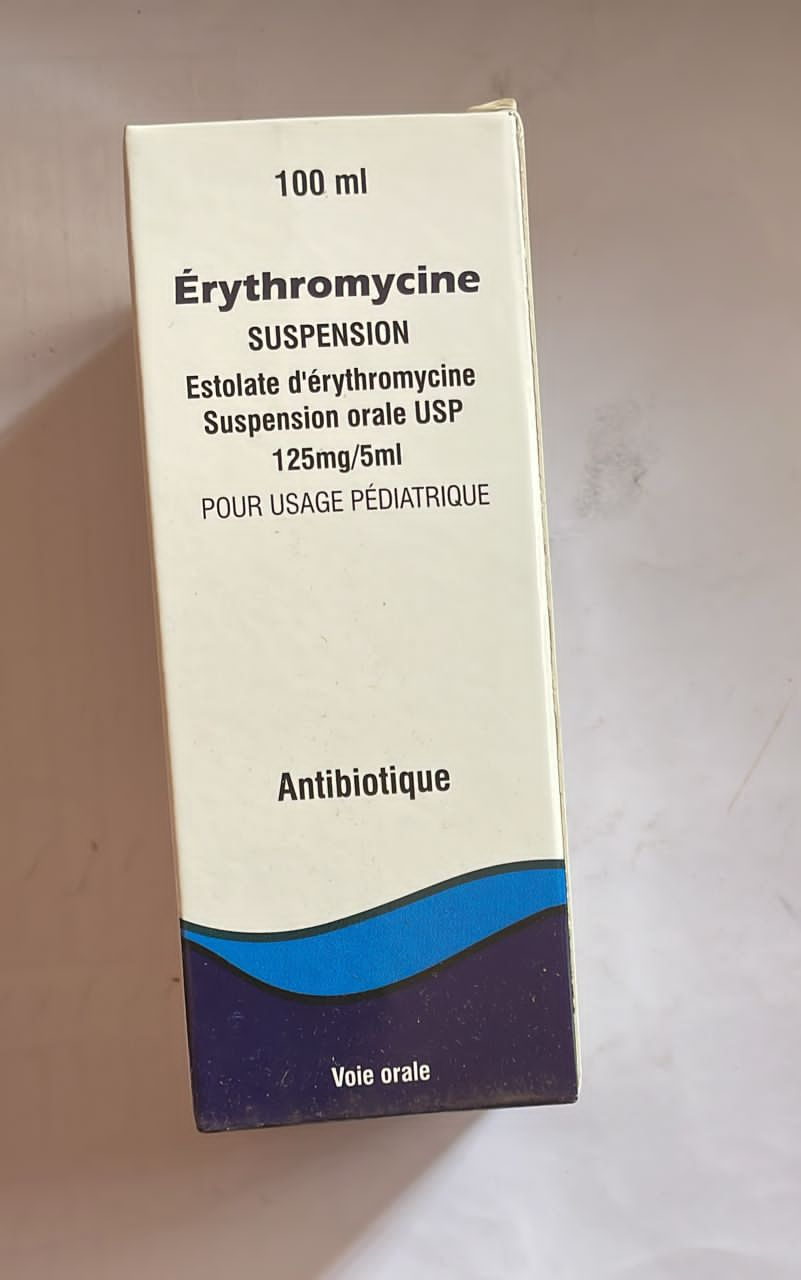 100 ml
Érythromycine
SUSPENSION
Estolate d'érythromycine
Suspension orale USP
125mg/5ml
POUR USAGE PÉDIATRIQUE
Antibiotique
Voie orale